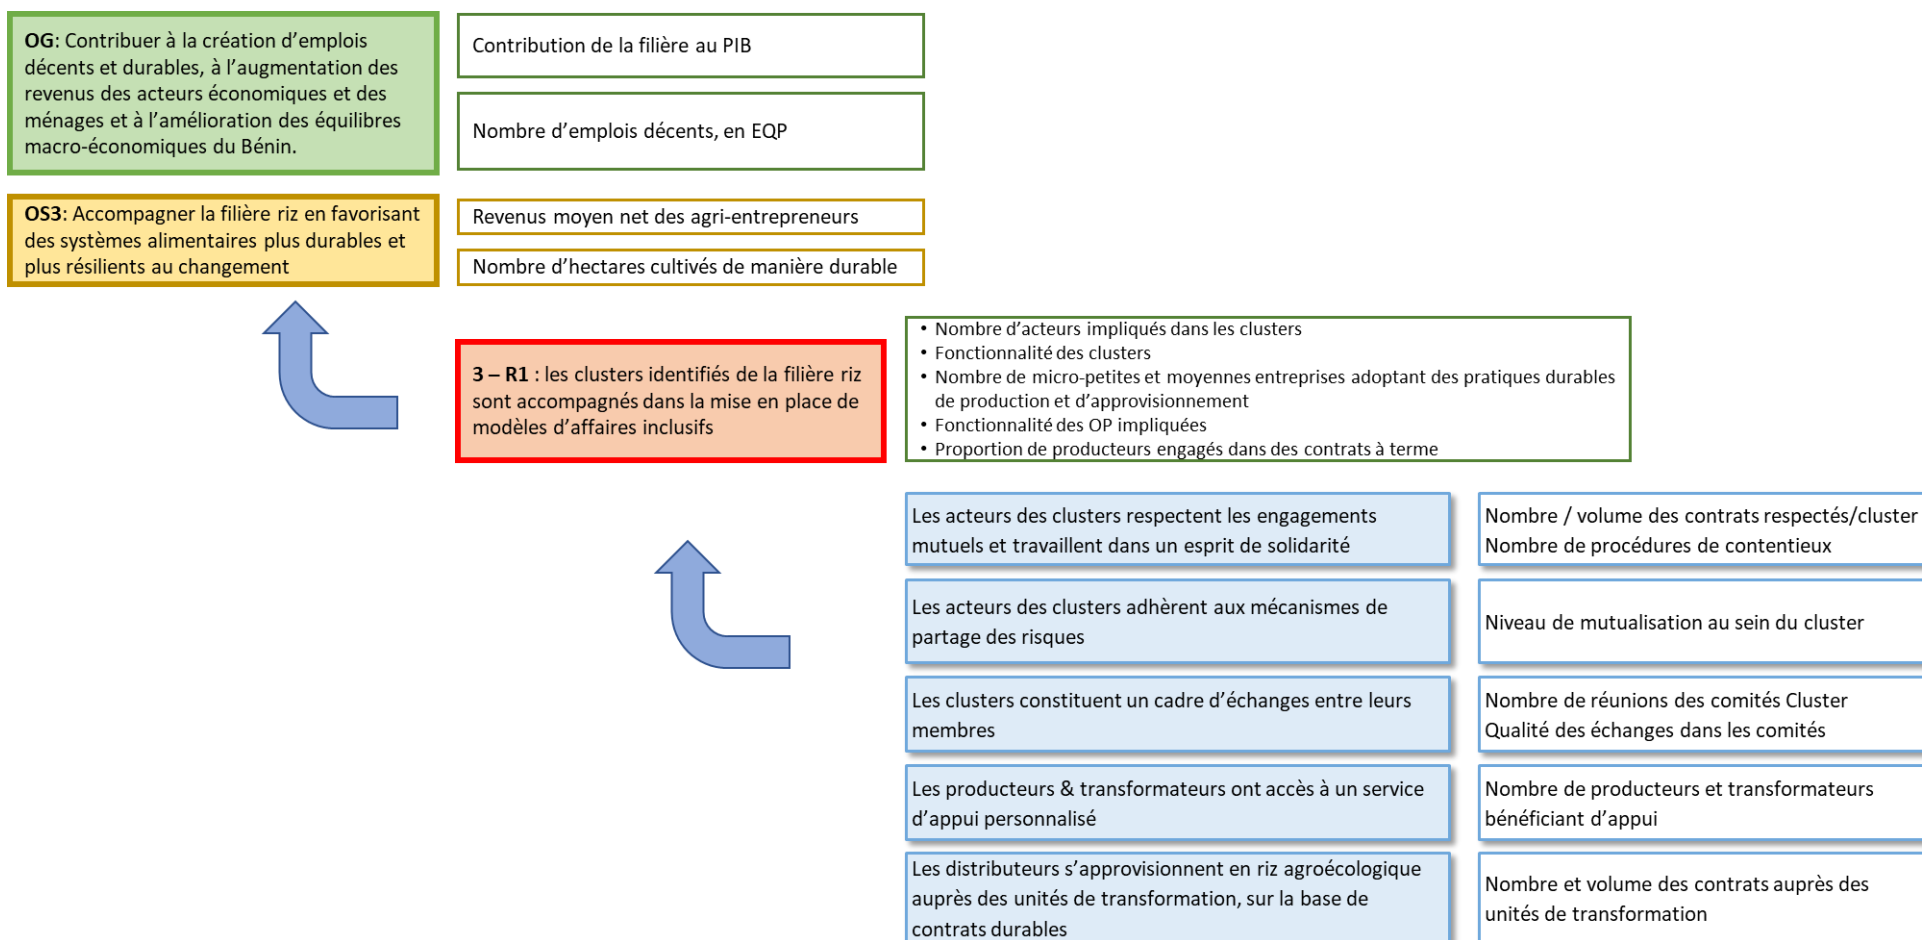 OG: Contribuer à la création d’emplois
décents et durables, à l’augmentation des
revenus des acteurs économiques et des
ménages et à l’amélioration des équilibres
macro-économiques du Bénin.
Contribution de la filière au PIB
Nombre d’emplois décents, en EQP
OS3: Accompagner la filière riz en favorisant
des systèmes alimentaires plus durables et
plus résilients au changement
Revenus moyen net des agri-entrepreneurs
Nombre d’hectares cultivés de manière durable
3 – R1 : les clusters identifiés de la filière riz
sont accompagnés dans la mise en place de
modèles d’affaires inclusifs
• Nombre d’acteurs impliqués dans les clusters
• Fonctionnalité des clusters
• Nombre de micro-petites et moyennes entreprises adoptant des pratiques durables
de production et d’approvisionnement
• Fonctionnalité des OP impliquées
• Proportion de producteurs engagés dans des contrats à terme
Les acteurs des clusters respectent les engagements
mutuels et travaillent dans un esprit de solidarité
Nombre / volume des contrats respectés/cluster
Nombre de procédures de contentieux
Les acteurs des clusters adhèrent aux mécanismes de
partage des risques
Niveau de mutualisation au sein du cluster
Les clusters constituent un cadre d’échanges entre leurs
membres
Nombre de réunions des comités Cluster
Qualité des échanges dans les comités
Les producteurs & transformateurs ont accès à un service
d’appui personnalisé
Nombre de producteurs et transformateurs
bénéficiant d’appui
Les distributeurs s’approvisionnent en riz agroécologique
auprès des unités de transformation, sur la base de
contrats durables
Nombre et volume des contrats auprès des
unités de transformation